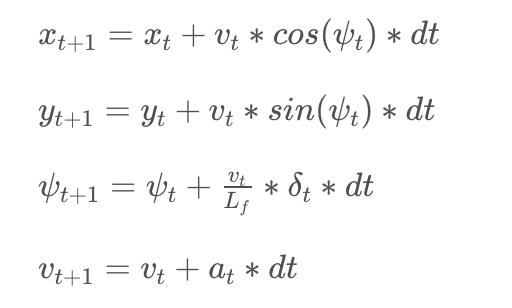 x_{t+1} = x_t + v_t * cos(ψ_t) * dt
y_{t+1} = y_t + v_t * sin(ψ_t) * dt
ψ_{t+1} = ψ_t + \frac{v_t}{L_f} * δ_t * dt
v_{t+1} = v_t + a_t * dt